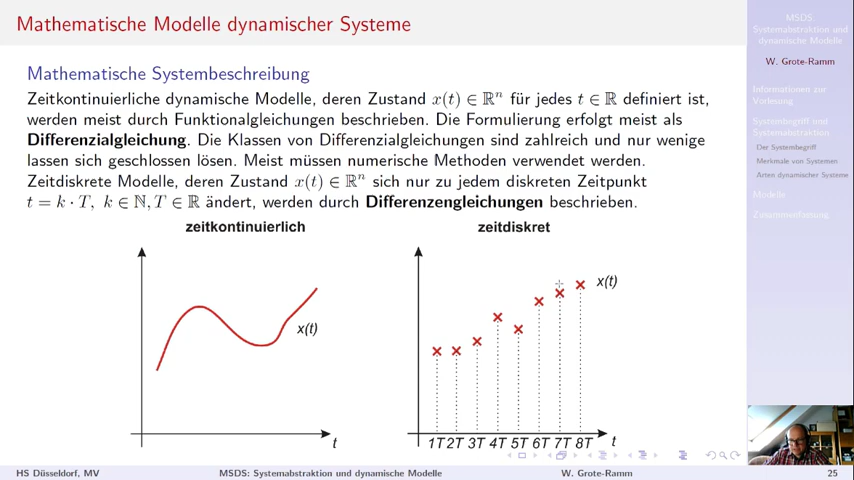 Mathematische Modelle dynamischer Systeme
Mathematische Systembeschreibung
Zeitkontinuierliche dynamische Modelle, deren Zustand x(t) ∈ ℝⁿ für jedes t ∈ ℝ definiert ist,
werden meist durch Funktionalgleichungen beschrieben. Die Formulierung erfolgt meist als
Differenzialgleichung. Die Klassen von Differenzialgleichungen sind zahlreich und nur wenige
lassen sich geschlossen lösen. Meist müssen numerische Methoden verwendet werden.
Zeitdiskrete Modelle, deren Zustand x(t) ∈ ℝⁿ sich nur zu jedem diskreten Zeitpunkt
t = k · T, k ∈ ℕ, T ∈ ℝ ändert, werden durch Differenzengleichungen beschrieben.
zeitkontinuierlich
x(t)
t
zeitdiskret
x(t)
1T 2T 3T 4T 5T 6T 7T 8T t
MSDS:
Systemabstraktion und
dynamische Modelle
W. Grote-Ramm
Informationen zur
Vorlesung
Systembegriff und
Systemabstraktion
Der Systembegriff
Merkmale von Systemen
Arten dynamischer Systeme
Modelle
Zusammenfassung
HS Düsseldorf, MV
MSDS: Systemabstraktion und dynamische Modelle
W. Grote-Ramm
25